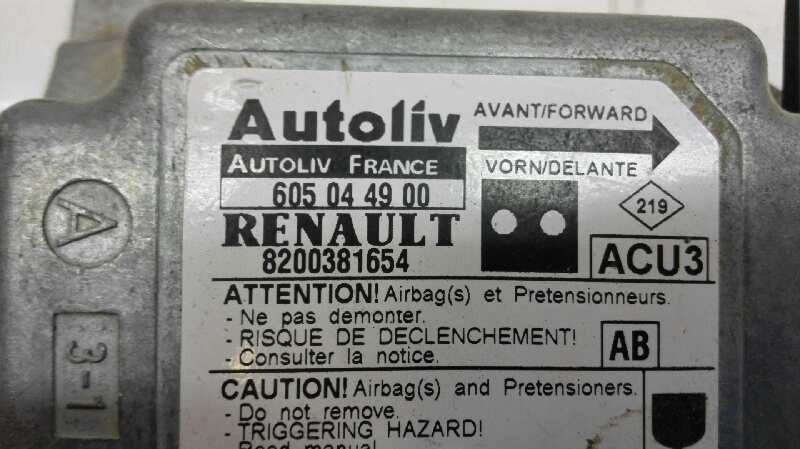 Autoliv
AVANT/FORWARD
AUTOLIV FRANCE
VORN/DELANTE
605 04 49 00
219
RENAULT
8200381654
ACU3
ATTENTION! Airbag(s) et Pretensionneurs.
- Ne pas demonter.
- RISQUE DE DECLENCHEMENT!
- Consulter la notice.
AB
CAUTION! Airbag(s) and Pretensioners.
- Do not remove.
- TRIGGERING HAZARD!
- Read manual
A
3-1